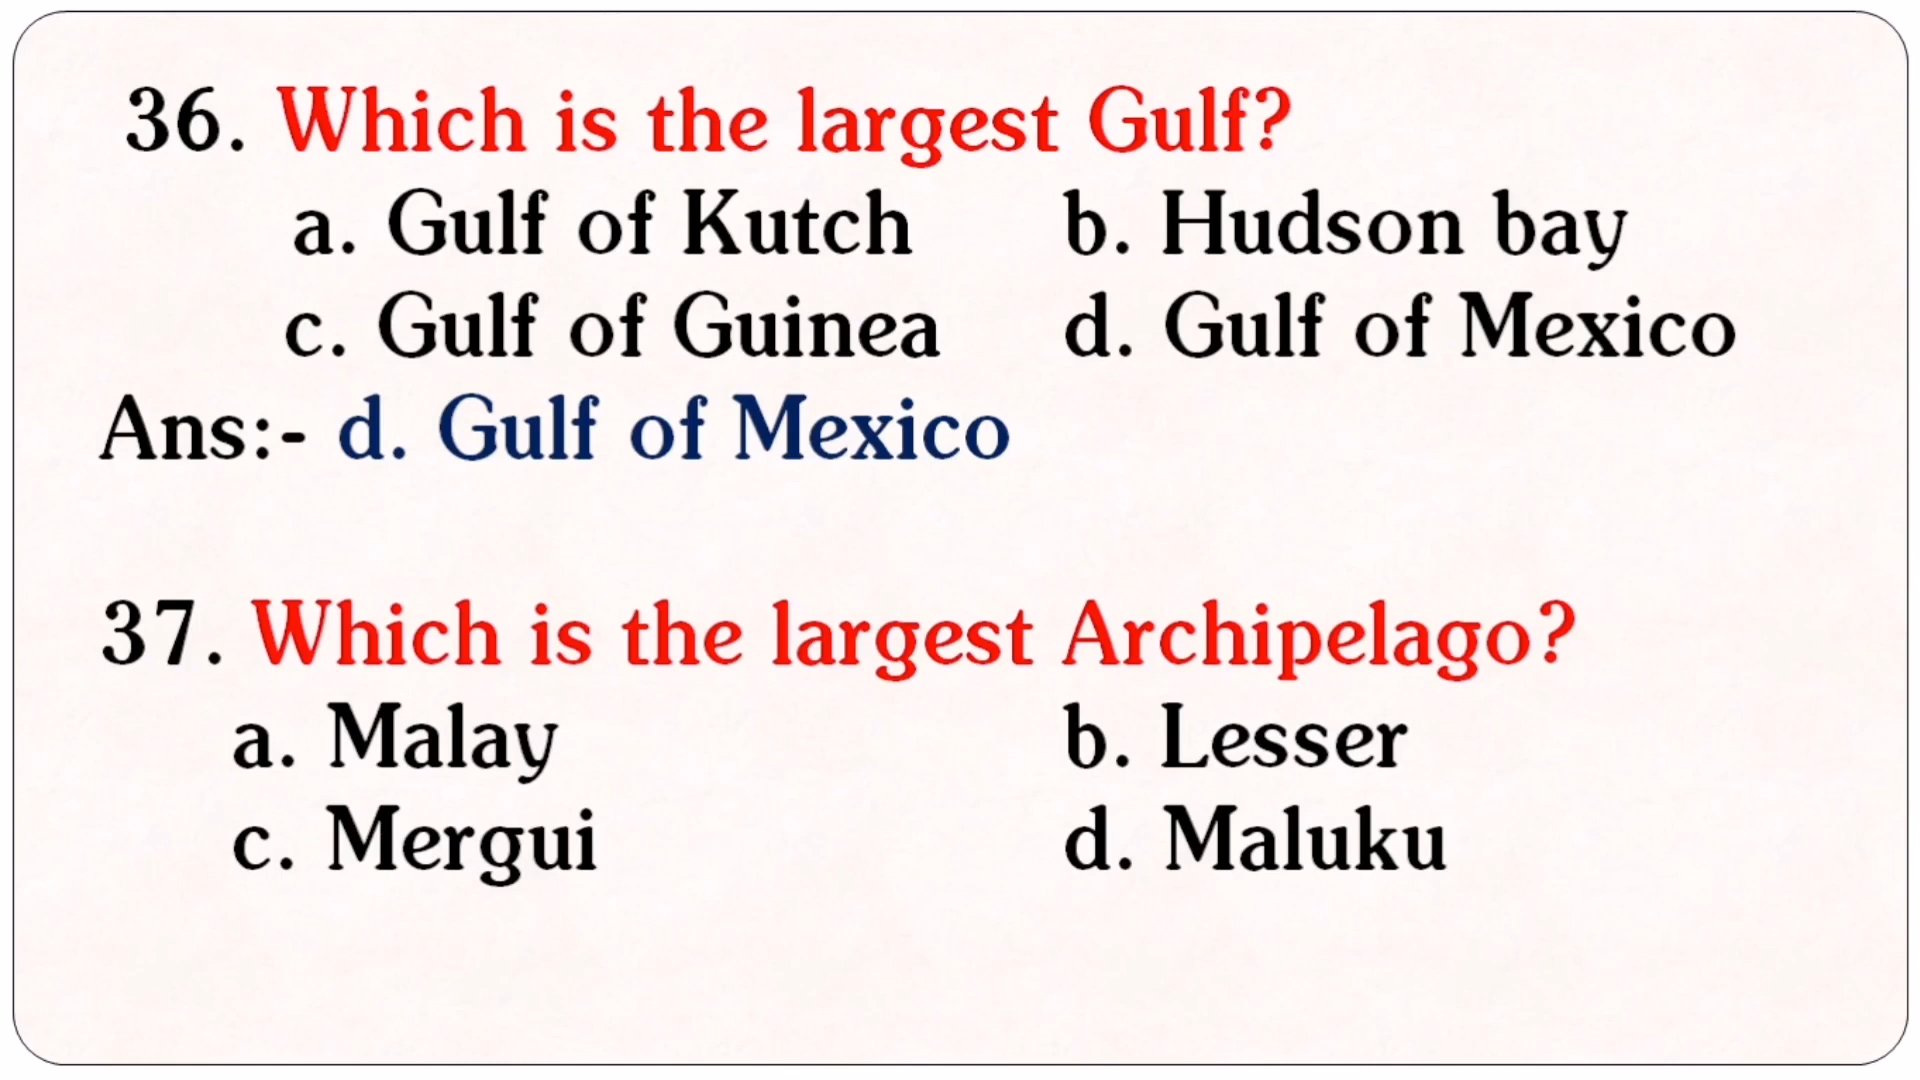 36. Which is the largest Gulf?
a. Gulf of Kutch b. Hudson bay
c. Gulf of Guinea d. Gulf of Mexico
Ans:- d. Gulf of Mexico
37. Which is the largest Archipelago?
a. Malay b. Lesser
c. Mergui d. Maluku